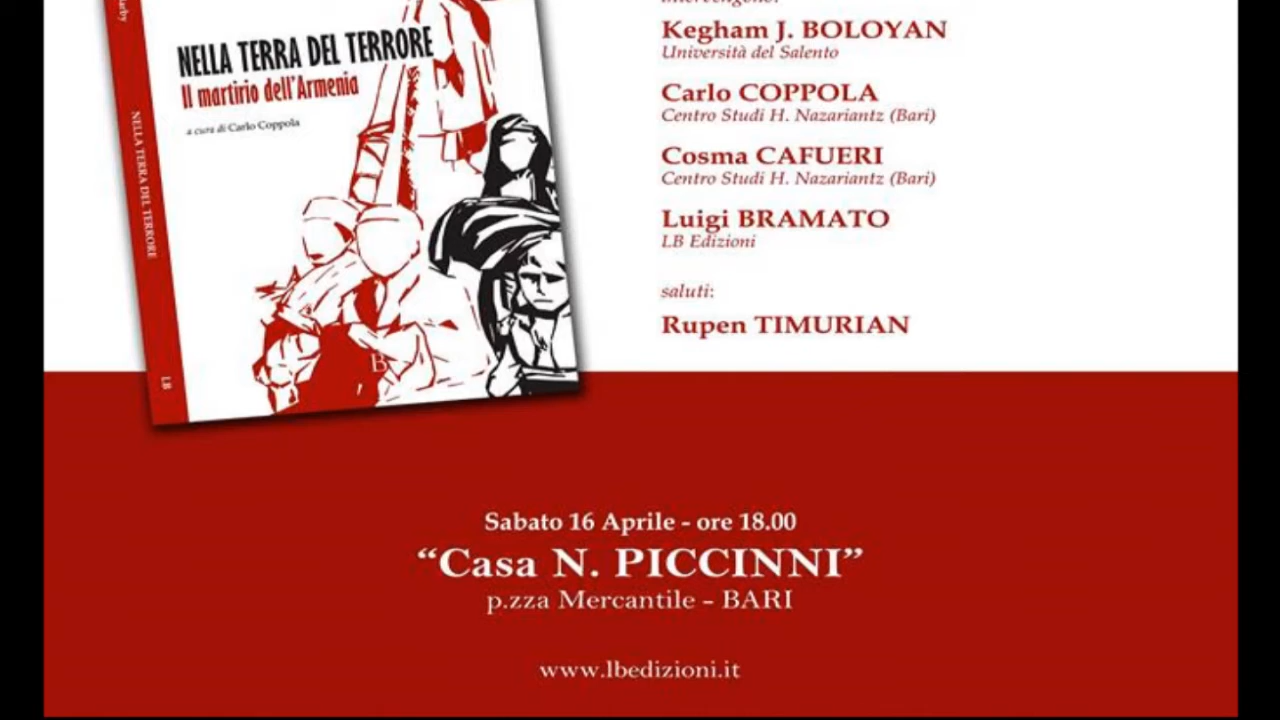 NELLA TERRA DEL TERRORE
Il martirio dell'Armenia
a cura di Carlo Coppola
NELLA TERRA DEL TERRORE
LB
intervengono:
Kegham J. BOLOYAN
Università del Salento
Carlo COPPOLA
Centro Studi H. Nazariantz (Bari)
Cosma CAFUERI
Centro Studi H. Nazariantz (Bari)
Luigi BRAMATO
LB Edizioni
saluti:
Rupen TIMURIAN
Sabato 16 Aprile - ore 18.00
“Casa N. PICCINNI”
p.zza Mercantile - BARI
www.lbedizioni.it